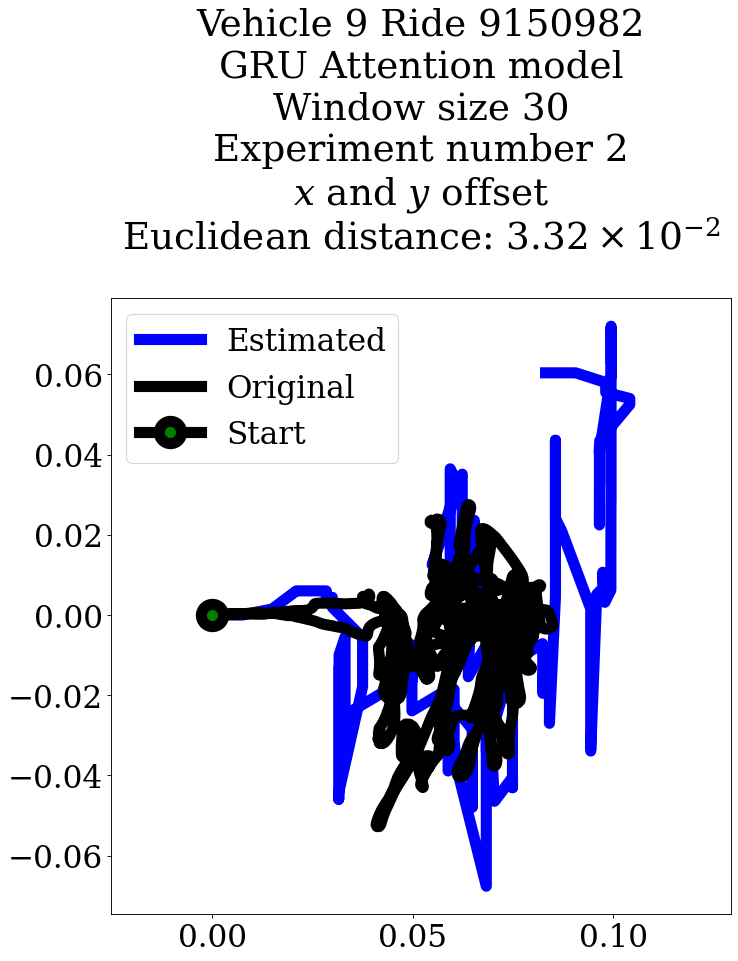 Vehicle 9 Ride 9150982
GRU Attention model
Window size 30
Experiment number 2
x and y offset
Euclidean distance: 3.32 × 10⁻²
Estimated
Original
Start
0.06
0.04
0.02
0.00
−0.02
−0.04
−0.06
0.00 0.05 0.10